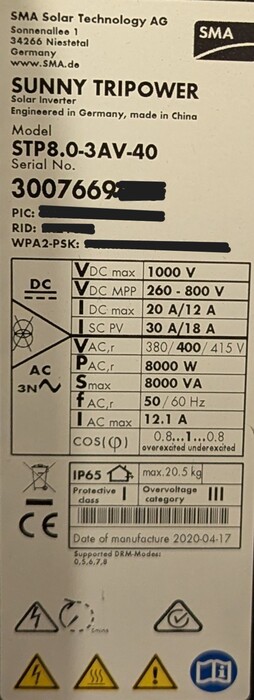 SMA Solar Technology AG
Sonnenallee 1
34266 Niestetal
Germany
www.SMA.de
SMA
SUNNY TRIPOWER
Solar Inverter
Engineered in Germany, made in China
Model
STP8.0-3AV-40
Serial No.
3007669
PIC:
RID:
WPA2-PSK:
DC
AC
3N
VDC max 1000 V
VDC MPP 260 - 800 V
IDC max 20 A/12 A
ISC PV 30 A/18 A
VAC,r 380/400/415 V
PAC,r 8000 W
Smax 8000 VA
fAC,r 50/60 Hz
IAC max 12.1 A
cos(φ) 0.8...1...0.8
overexcited underexcited
IP65 max.20.5 kg
Protective class I Overvoltage category III
CE
Date of manufacture 2020-04-17
Supported DRM-Modes:
0,5,6,7,8